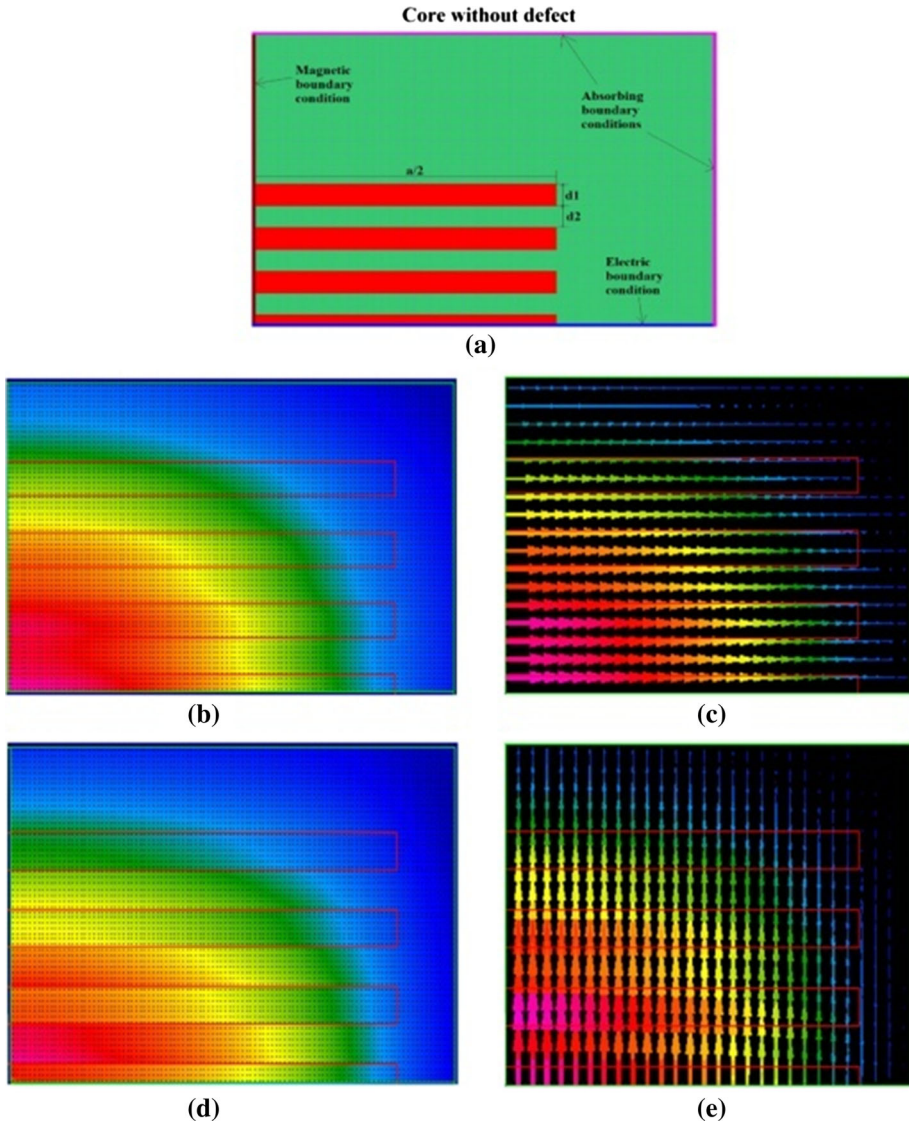 Core without defect
Magnetic
boundary
condition
Absorbing
boundary
conditions
a/2
d1
d2
Electric
boundary
condition
(a)
(b)
(c)
(d)
(e)